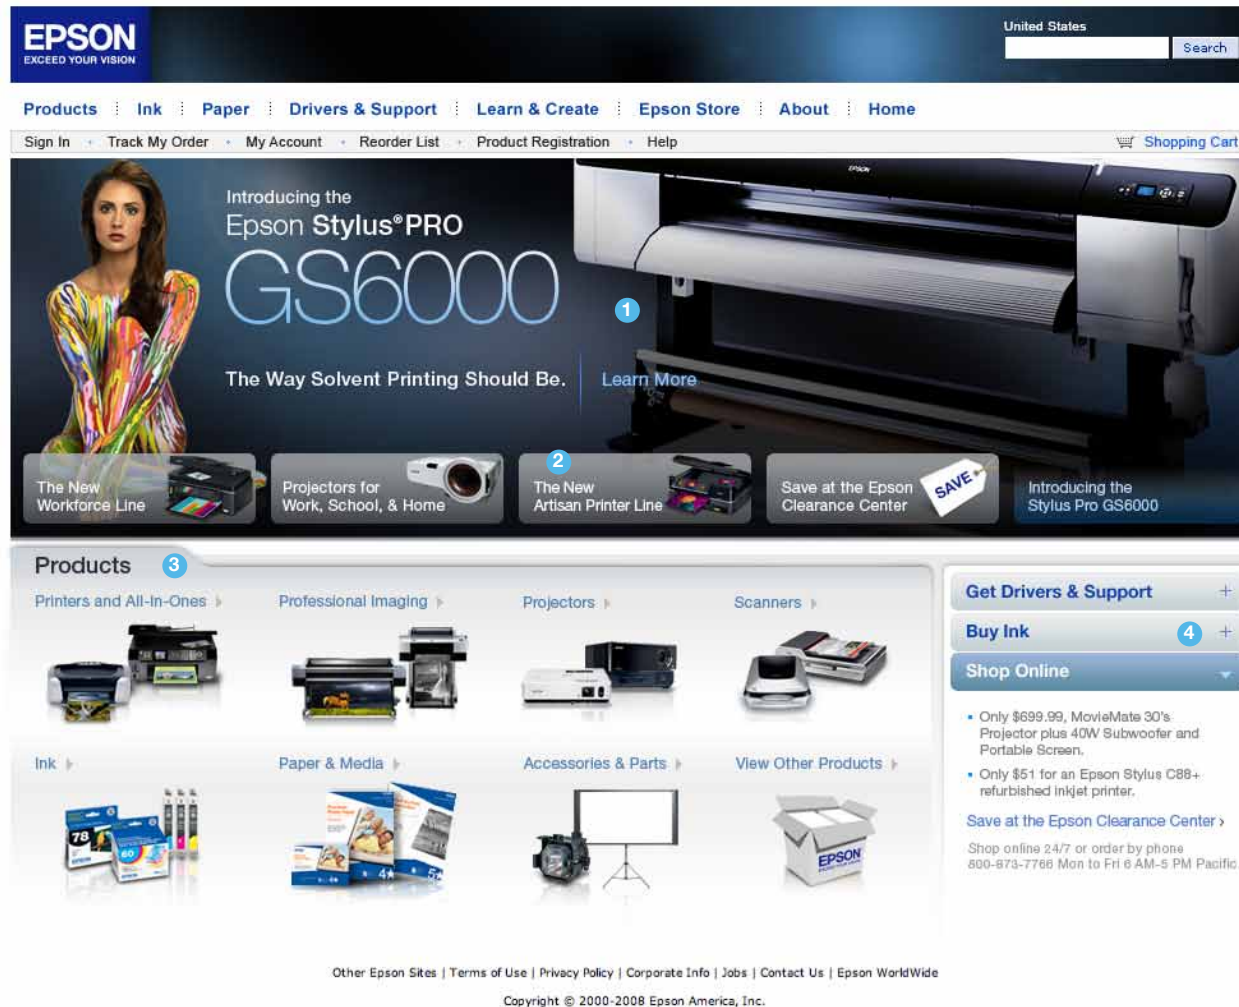 EPSON
EXCEED YOUR VISION
United States
Search
Products Ink Paper Drivers & Support Learn & Create Epson Store About Home
Sign In Track My Order My Account Reorder List Product Registration Help Shopping Cart
EPSON
Introducing the
Epson Stylus® PRO
GS6000
1
The Way Solvent Printing Should Be. Learn More
2
The New
Workforce Line
Projectors for
Work, School, & Home
The New
Artisan Printer Line
Save at the Epson
Clearance Center
SAVE
Introducing the
Stylus Pro GS6000
Products 3
Printers and All-In-Ones Professional Imaging Projectors Scanners
Ink Paper & Media Accessories & Parts View Other Products
78
60
4★
5★
EPSON
Get Drivers & Support +
Buy Ink 4 +
Shop Online
Only $699.99, MovieMate 30's
Projector plus 40W Subwoofer and
Portable Screen.
Only $51 for an Epson Stylus C88+
refurbished inkjet printer.
Save at the Epson Clearance Center ›
Shop online 24/7 or order by phone
800-873-7766 Mon to Fri 6 AM-5 PM Pacific
Other Epson Sites | Terms of Use | Privacy Policy | Corporate Info | Jobs | Contact Us | Epson WorldWide
Copyright © 2000-2008 Epson America, Inc.